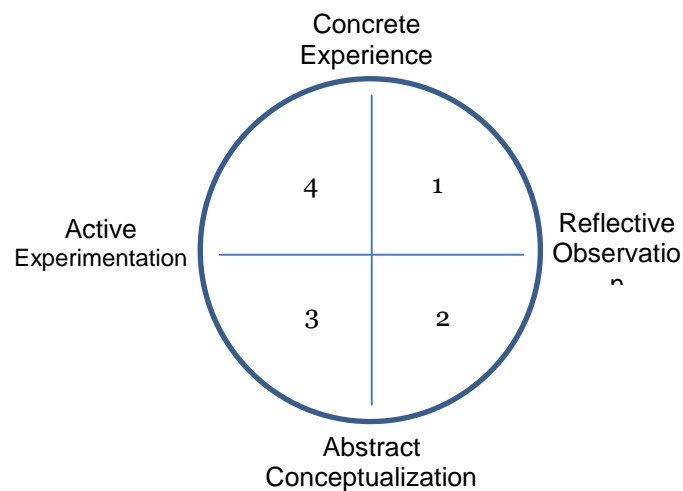 Concrete
Experience
4
1
Active
Experimentation
Reflective
Observatio
n
3
2
Abstract
Conceptualization